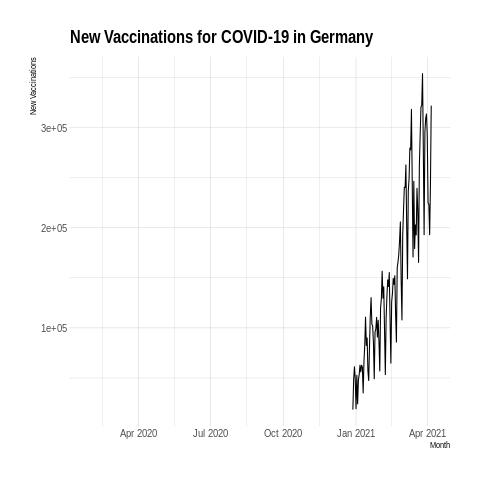 New Vaccinations for COVID-19 in Germany
New Vaccinations
3e+05
2e+05
1e+05
Apr 2020 Jul 2020 Oct 2020 Jan 2021 Apr 2021
Month